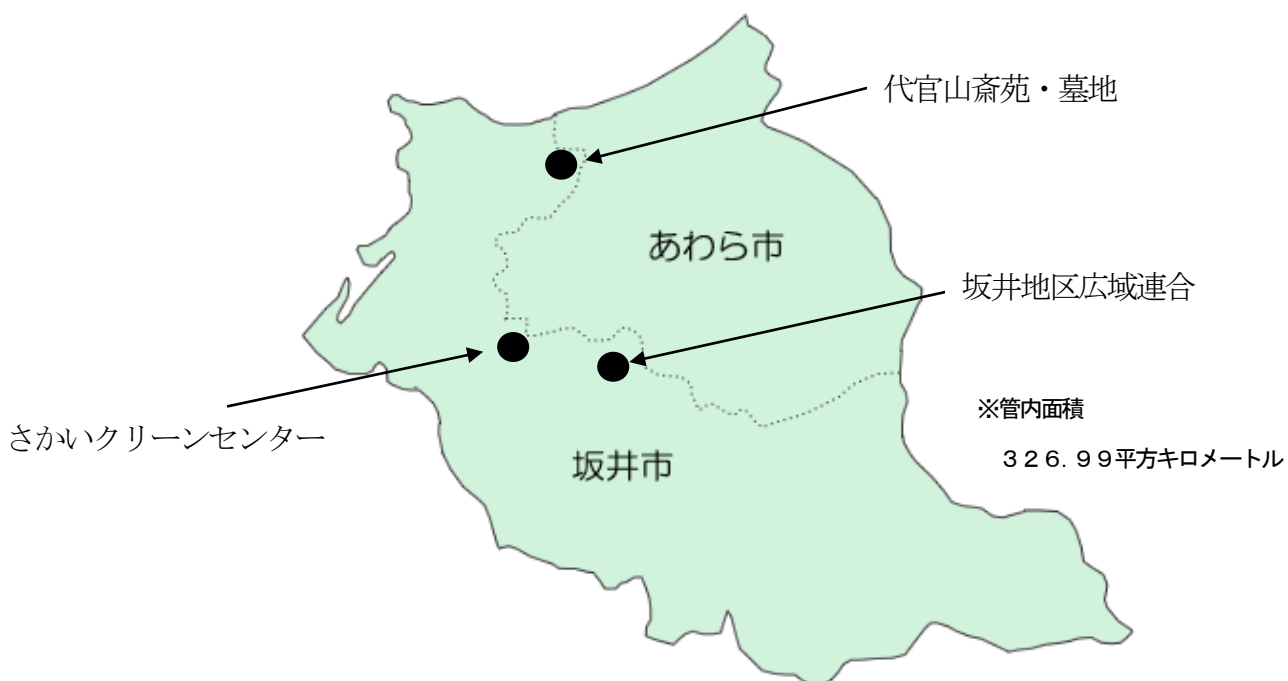 代官山斎苑・墓地
あわら市
坂井地区広域連合
さかいクリーンセンター
坂井市
※管内面積
３２６．９９平方キロメートル